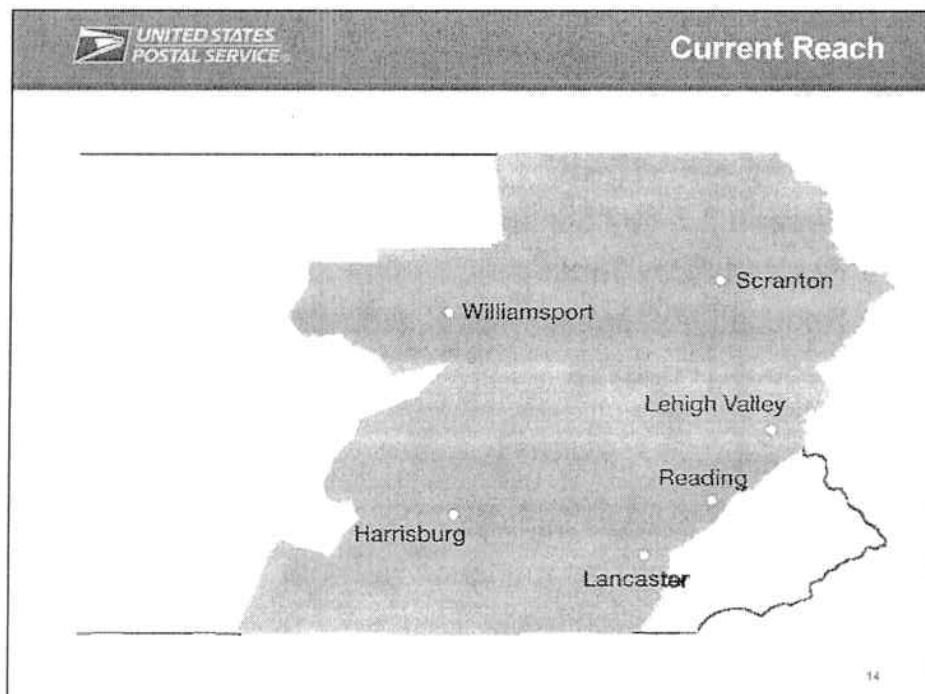 UNITED STATES
POSTAL SERVICE®
Current Reach
Scranton
Williamsport
Lehigh Valley
Reading
Harrisburg
Lancaster
14